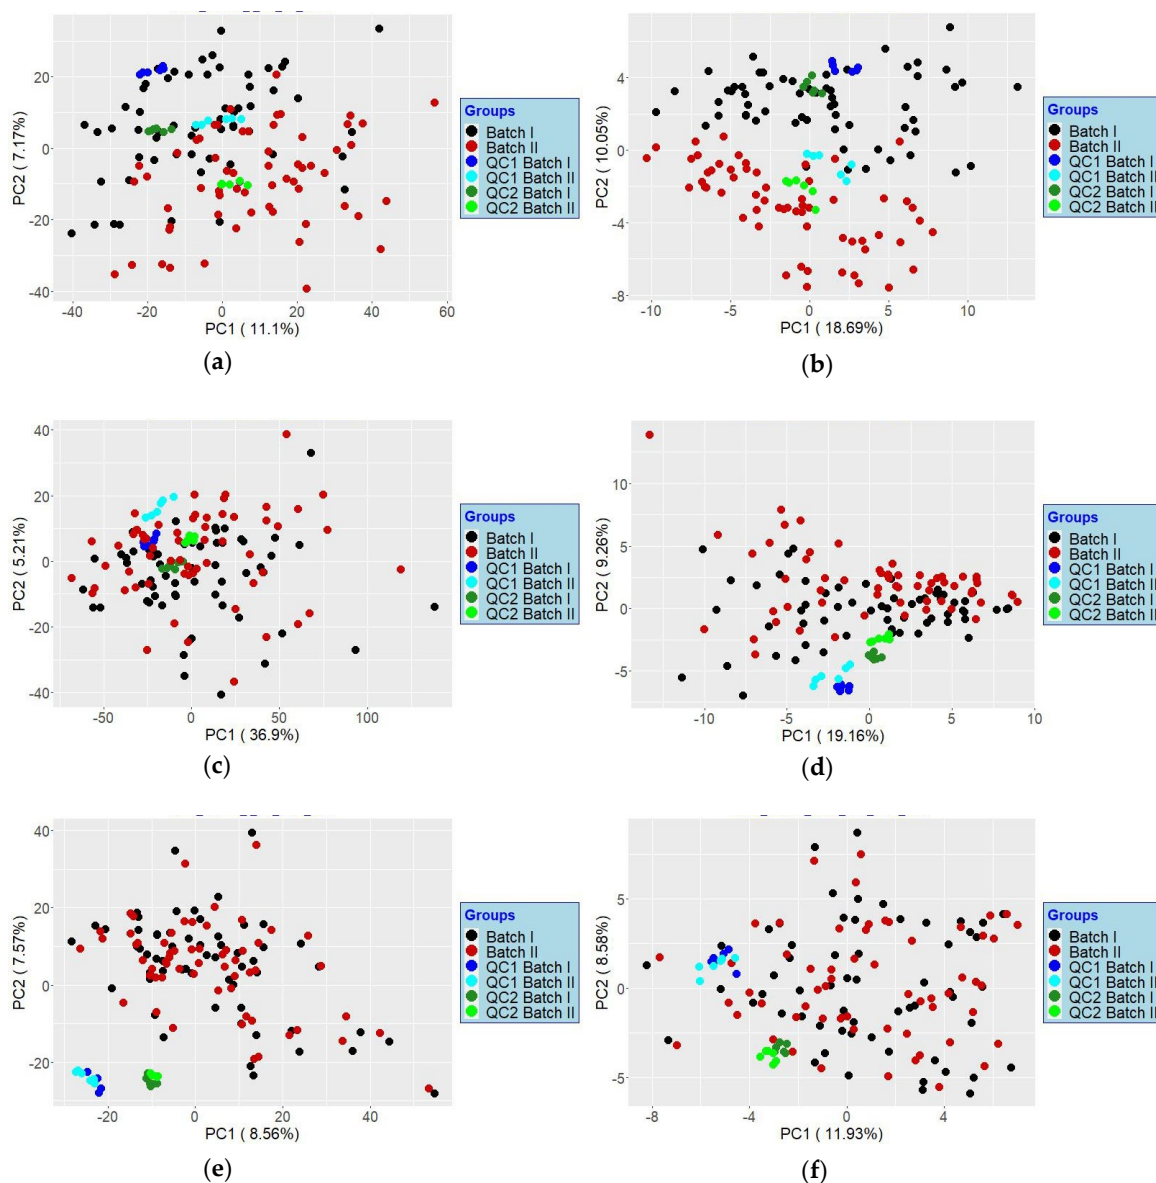 PC2 ( 7.17%)
20
0
-20
-40
-40
-20
0
20
40
60
PC1 ( 11.1%)
Groups
Batch I
Batch II
QC1 Batch I
QC1 Batch II
QC2 Batch I
QC2 Batch II
(a)
PC2 ( 10.05%)
4
0
-4
-8
-10
-5
0
5
10
PC1 ( 18.69%)
Groups
Batch I
Batch II
QC1 Batch I
QC1 Batch II
QC2 Batch I
QC2 Batch II
(b)
PC2 ( 5.21%)
40
20
0
-20
-40
-50
0
50
100
PC1 ( 36.9%)
Groups
Batch I
Batch II
QC1 Batch I
QC1 Batch II
QC2 Batch I
QC2 Batch II
(c)
PC2 ( 9.26%)
10
5
0
-5
-10
-5
0
5
10
PC1 ( 19.16%)
Groups
Batch I
Batch II
QC1 Batch I
QC1 Batch II
QC2 Batch I
QC2 Batch II
(d)
PC2 ( 7.57%)
40
20
0
-20
-20
0
20
40
PC1 ( 8.56%)
Groups
Batch I
Batch II
QC1 Batch I
QC1 Batch II
QC2 Batch I
QC2 Batch II
(e)
PC2 ( 8.58%)
5
0
-5
-8
-4
0
4
PC1 ( 11.93%)
Groups
Batch I
Batch II
QC1 Batch I
QC1 Batch II
QC2 Batch I
QC2 Batch II
(f)